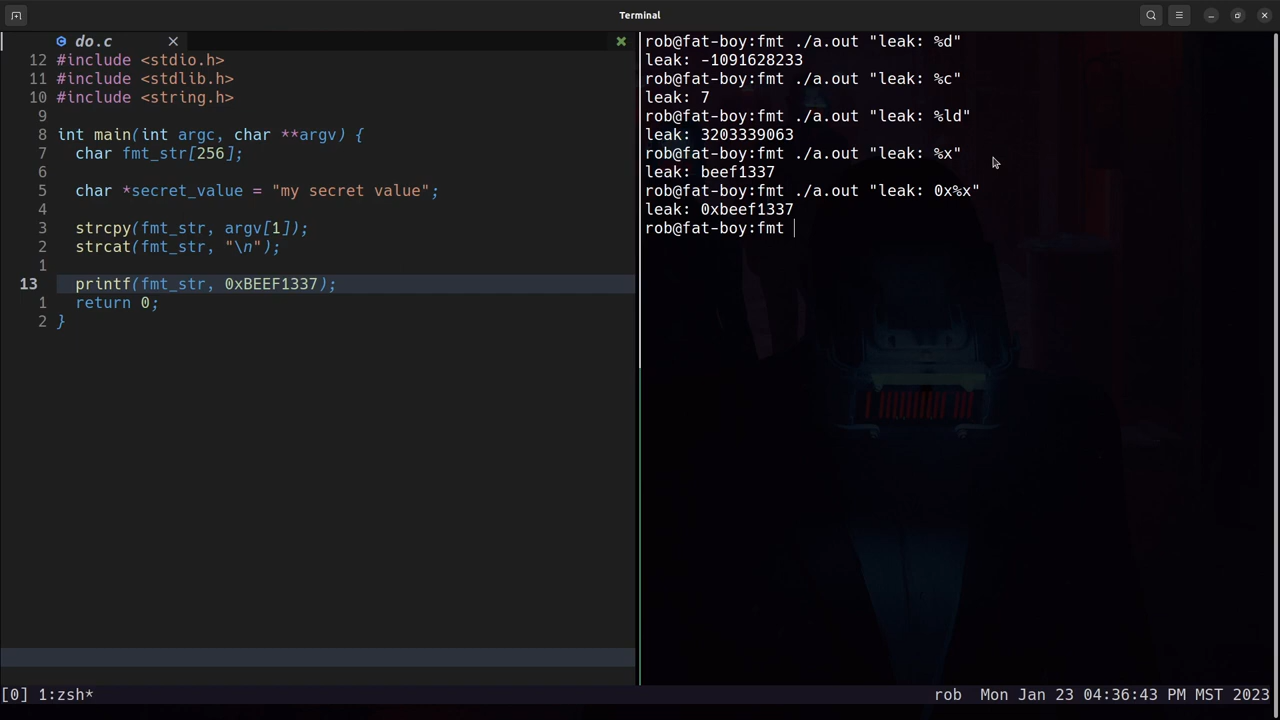 Terminal
do.c
12 #include <stdio.h>
11 #include <stdlib.h>
10 #include <string.h>
9
8 int main(int argc, char **argv) {
7   char fmt_str[256];
6
5   char *secret_value = "my secret value";
4
3   strcpy(fmt_str, argv[1]);
2   strcat(fmt_str, "\n");
1
13   printf(fmt_str, 0xBEEF1337);
1   return 0;
2 }
rob@fat-boy:fmt ./a.out "leak: %d"
leak: -1091628233
rob@fat-boy:fmt ./a.out "leak: %c"
leak: 7
rob@fat-boy:fmt ./a.out "leak: %ld"
leak: 3203339063
rob@fat-boy:fmt ./a.out "leak: %x"
leak: beef1337
rob@fat-boy:fmt ./a.out "leak: 0x%x"
leak: 0xbeef1337
rob@fat-boy:fmt
[0] 1:zsh*
rob  Mon Jan 23 04:36:43 PM MST 2023